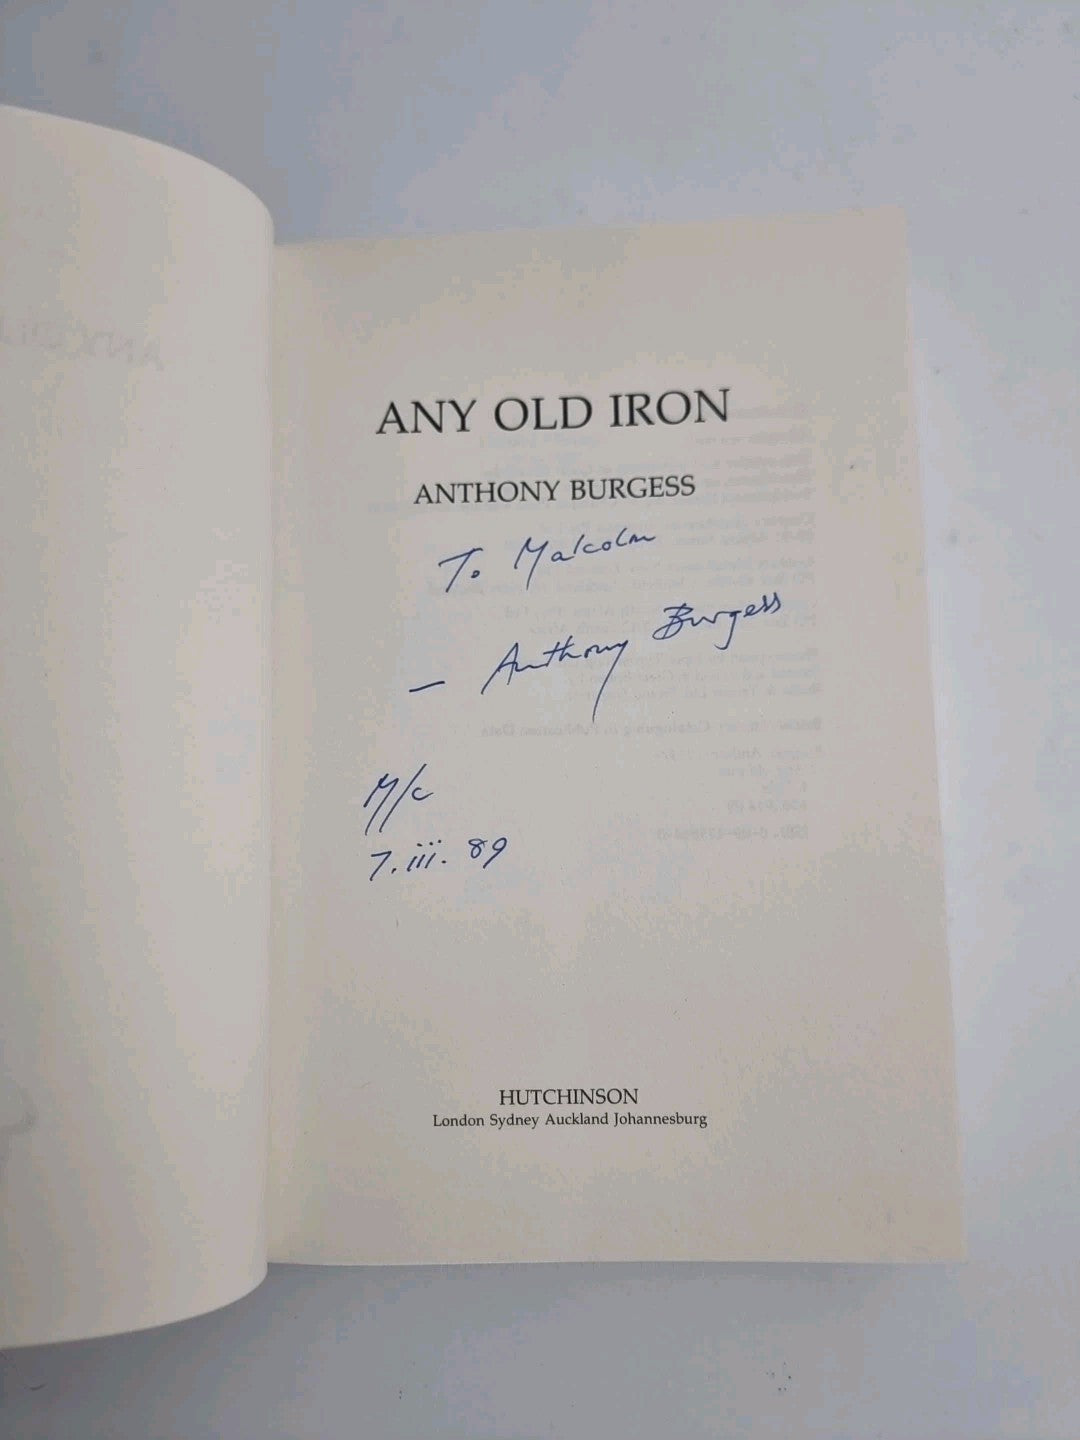 ANY OLD IRON
ANTHONY BURGESS
To Malcolm
— Anthony Burgess
M/c
7.iii.89
HUTCHINSON
London Sydney Auckland Johannesburg